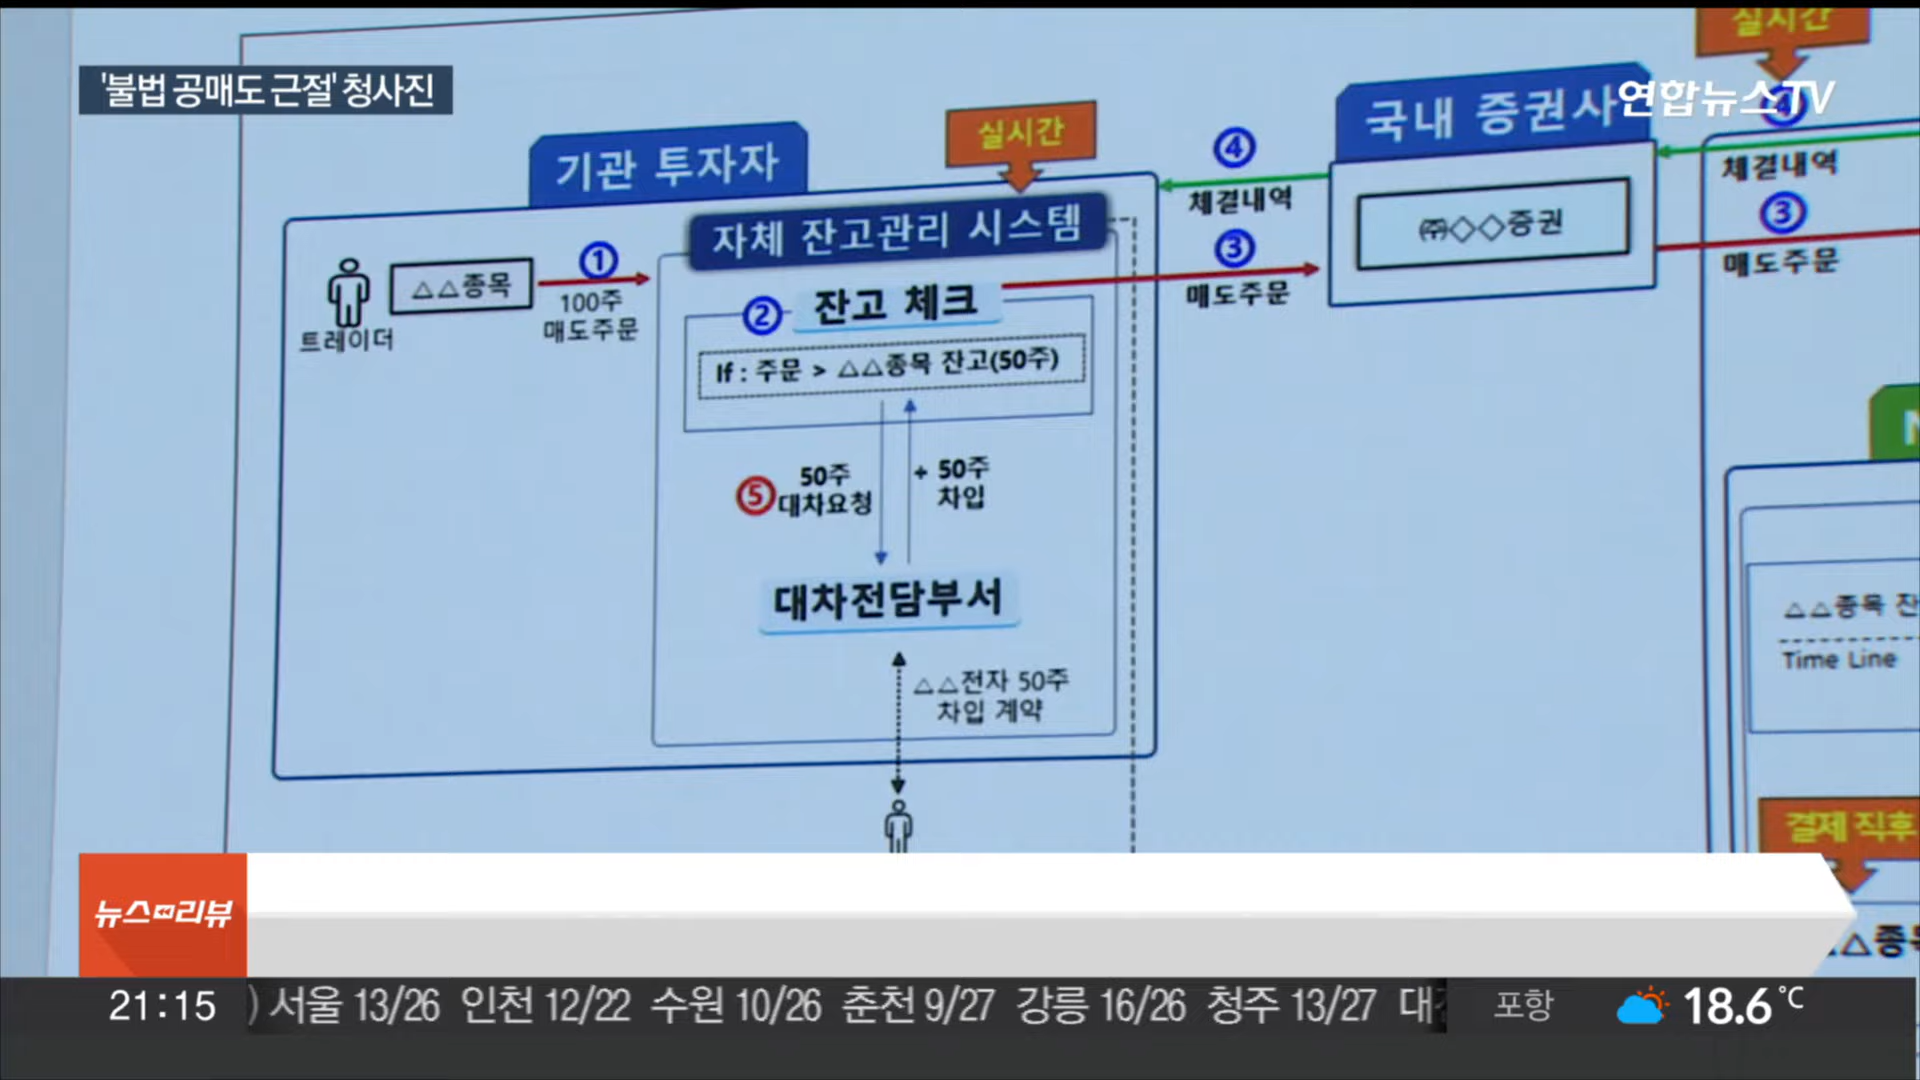 '불법 공매도 근절' 청사진
연합뉴스TV
실시간
기관 투자자
실시간
국내 증권사
④
체결내역
④
체결내역
㈜◇◇증권
자체 잔고관리 시스템
트레이더
△△종목
①
100주
매도주문
③
매도주문
③
매도주문
② 잔고 체크
If : 주문 > △△종목 잔고(50주)
⑤ 50주
대차요청
+ 50주
차입
대차전담부서
△△전자 50주
차입 계약
△△종목
Time Line
결제 직후
뉴스리뷰
21:15
) 서울 13/26 인천 12/22 수원 10/26 춘천 9/27 강릉 16/26 청주 13/27
포항
18.6℃